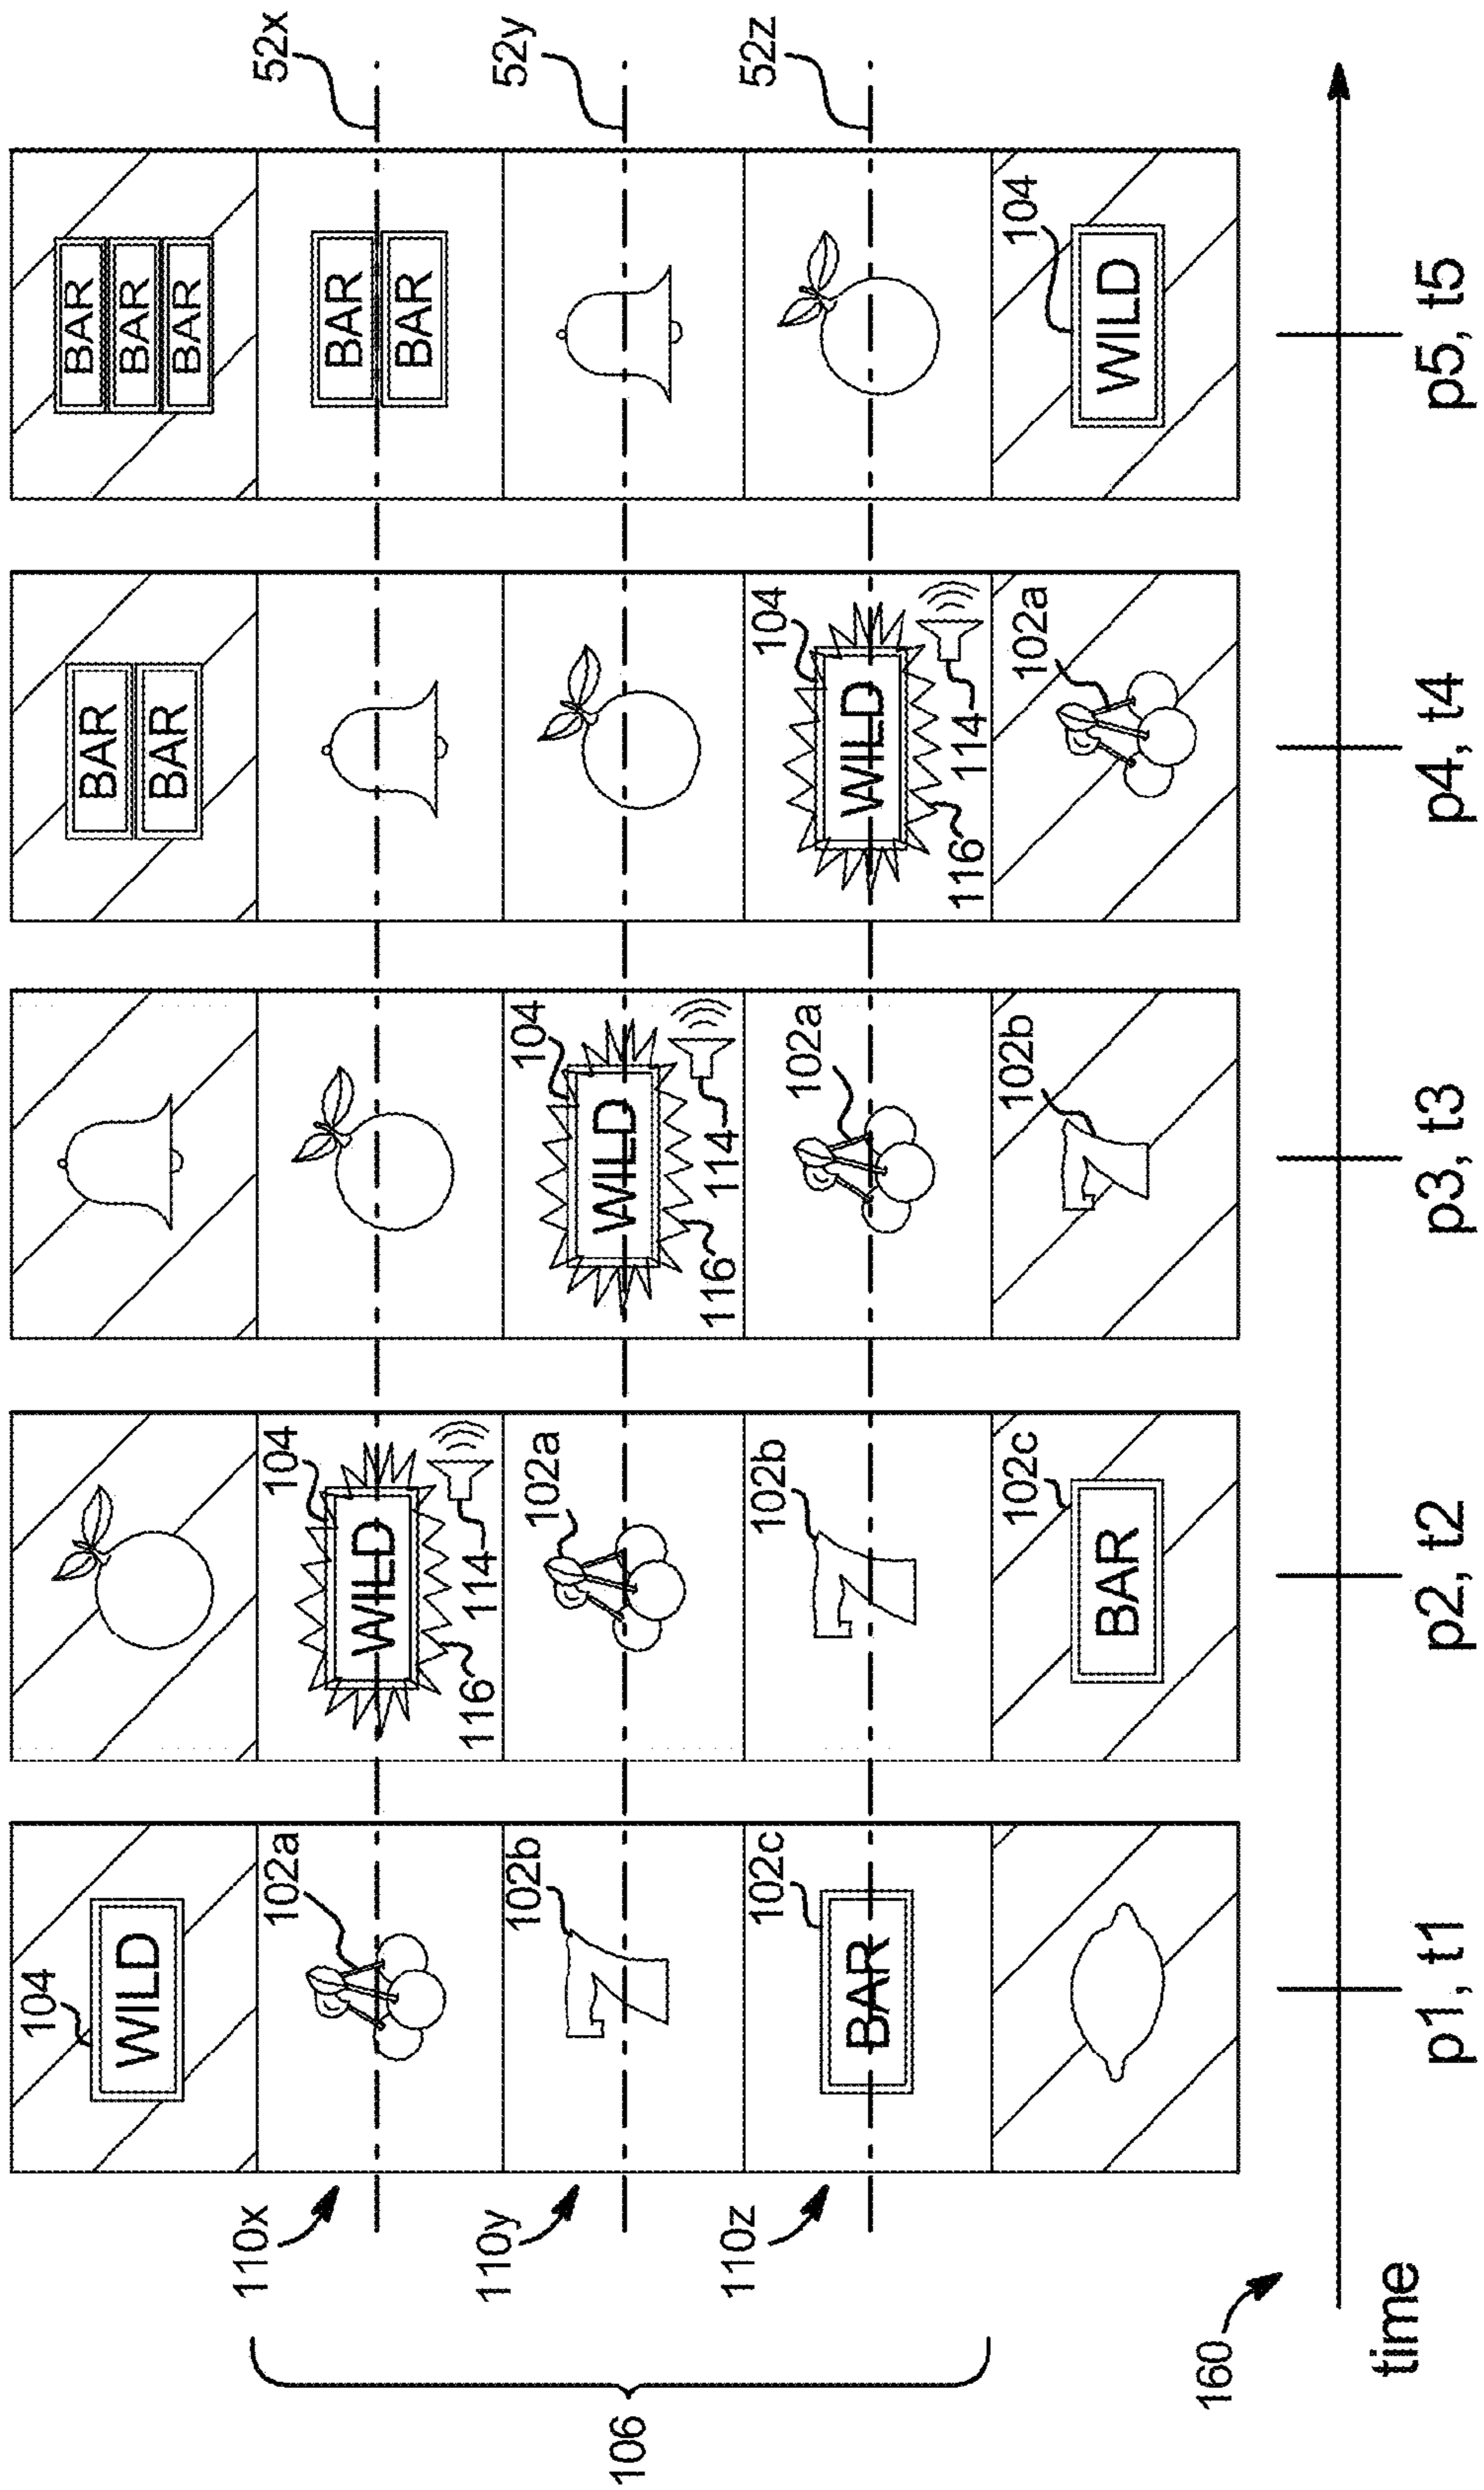 104
WILD
110x
102a
52x
110y
102b
52y
110z
102c
BAR
52z
106
104
WILD
116
114
102a
102b
102c
BAR
104
WILD
116
114
102a
102b
BAR
BAR
104
WILD
116
114
102a
BAR
BAR
BAR
BAR
BAR
104
WILD
160
time
p1, t1
p2, t2
p3, t3
p4, t4
p5, t5